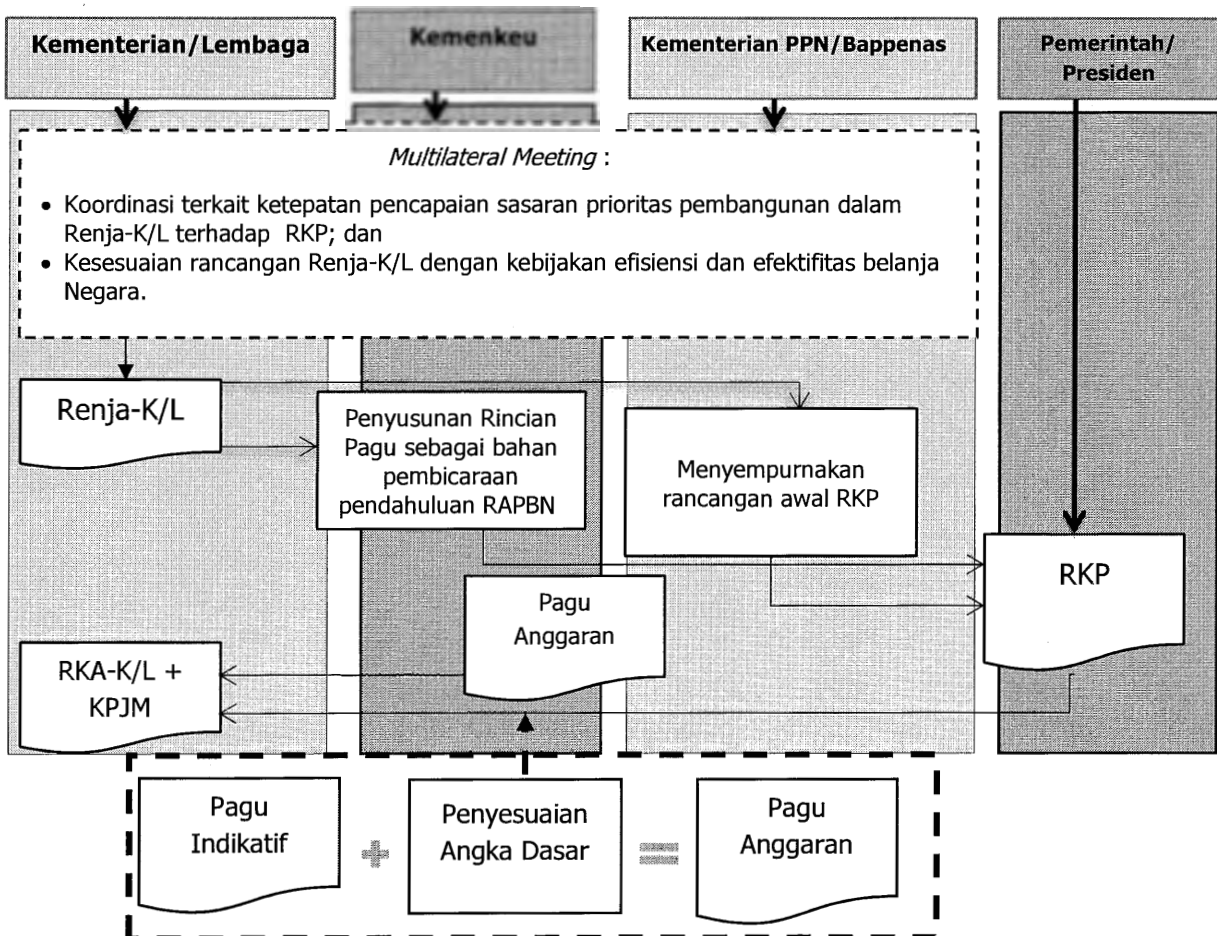 Kementerian/Lembaga
Kemenkeu
Kementerian PPN/Bappenas
Pemerintah/
Presiden
Multilateral Meeting :
• Koordinasi terkait ketepatan pencapaian sasaran prioritas pembangunan dalam
Renja-K/L terhadap RKP; dan
• Kesesuaian rancangan Renja-K/L dengan kebijakan efisiensi dan efektifitas belanja
Negara.
Renja-K/L
Penyusunan Rincian
Pagu sebagai bahan
pembicaraan
pendahuluan RAPBN
Menyempurnakan
rancangan awal RKP
RKP
Pagu
Anggaran
RKA-K/L +
KPJM
Pagu
Indikatif
+
Penyesuaian
Angka Dasar
=
Pagu
Anggaran